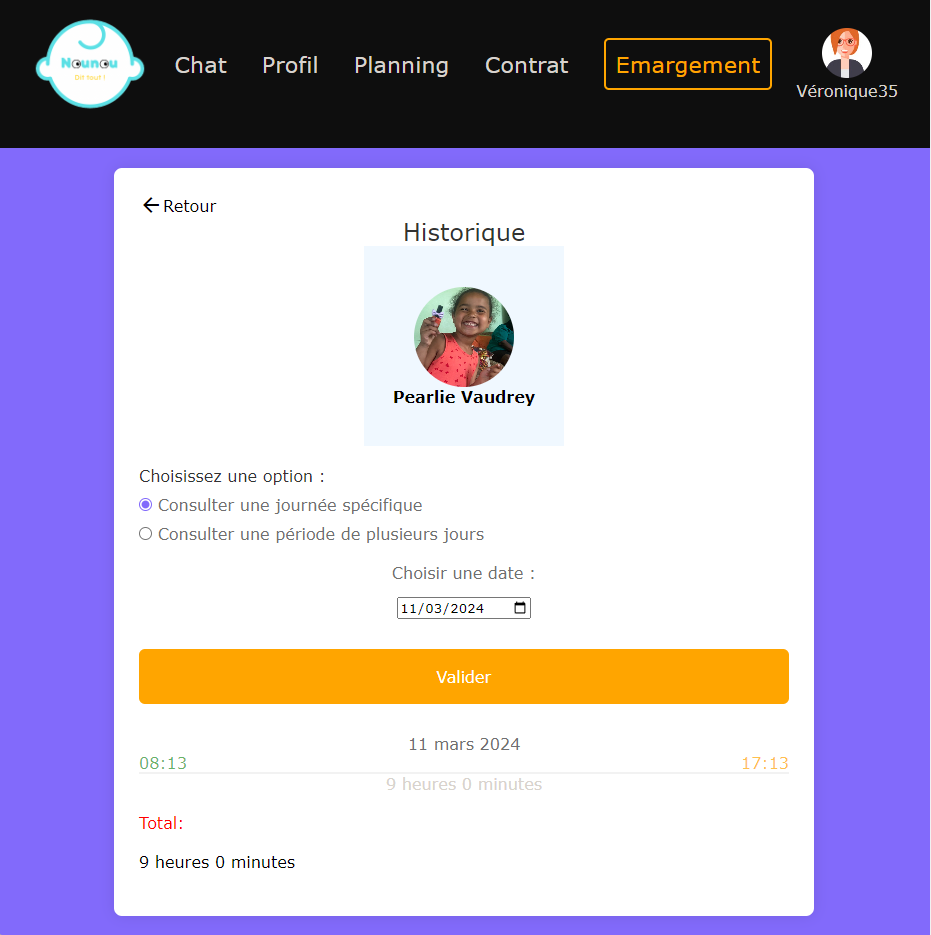 Nounou
Dit tout !
Chat
Profil
Planning
Contrat
Emargement
Véronique35
Retour
Historique
Pearlie Vaudrey
Choisissez une option :
Consulter une journée spécifique
Consulter une période de plusieurs jours
Choisir une date :
11/03/2024
Valider
11 mars 2024
08:13
17:13
9 heures 0 minutes
Total:
9 heures 0 minutes